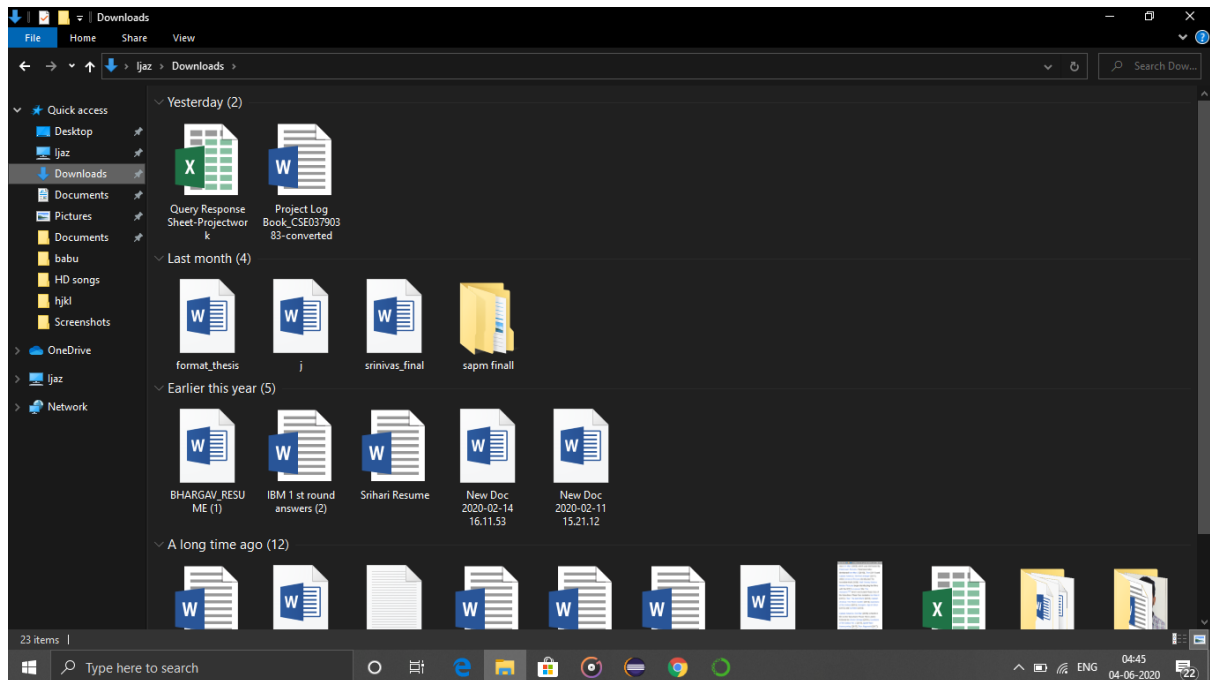 Downloads
File Home Share View
Ijaz Downloads
Search Dow...
Quick access
Desktop
Ijaz
Downloads
Documents
Pictures
Documents
babu
HD songs
hjkl
Screenshots
OneDrive
Ijaz
Network
Yesterday (2)
Query Response
Sheet-Projectwor
k
Project Log
Book_CSE037903
83-converted
Last month (4)
format_thesis
j
srinivas_final
sapm finall
Earlier this year (5)
BHARGAV_RESU
ME (1)
IBM 1 st round
answers (2)
Srihari Resume
New Doc
2020-02-14
16.11.53
New Doc
2020-02-11
15.21.12
A long time ago (12)
23 items
Type here to search
ENG
04:45
04-06-2020
22